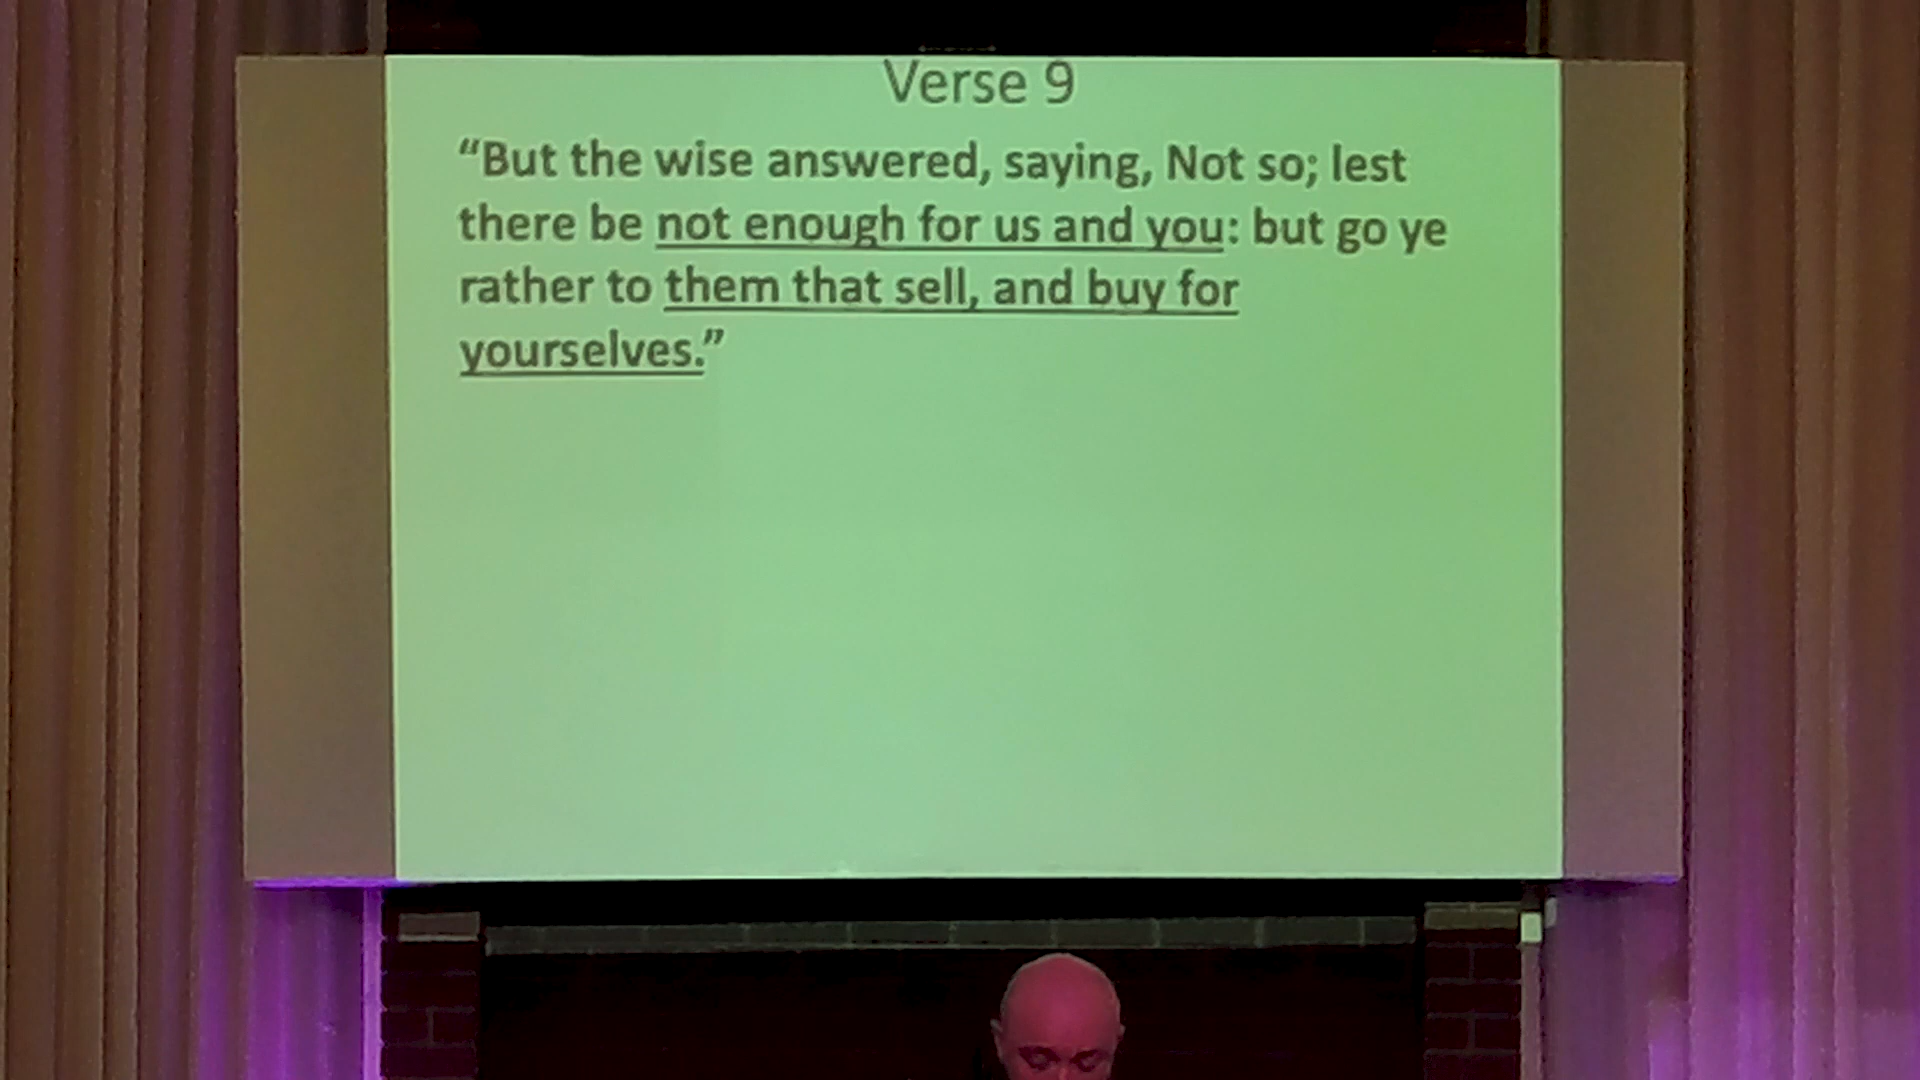 Verse 9
“But the wise answered, saying, Not so; lest
there be not enough for us and you: but go ye
rather to them that sell, and buy for
yourselves.”